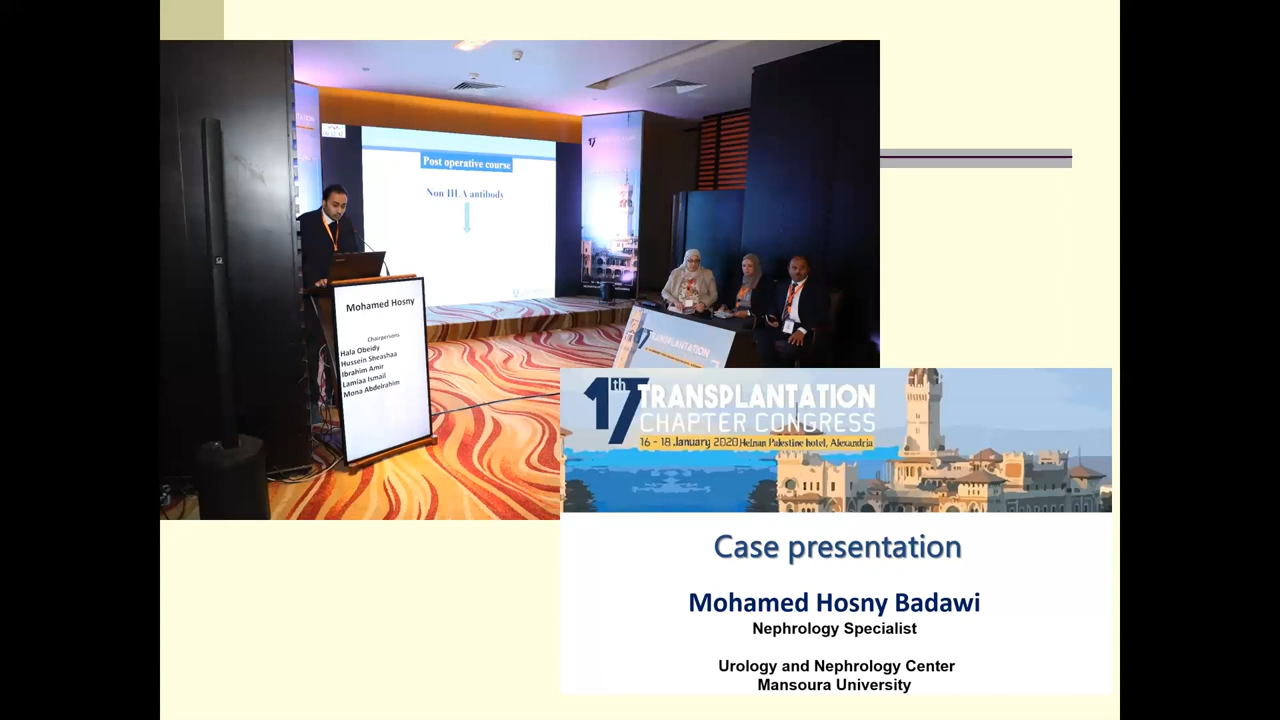 Post operative course
Non HLA antibody
17
Mohamed Hosny
Chairpersons
Hala Obeidy
Hussein Sheashaa
Ibrahim Amir
Lamiaa Ismail
Mona Abdelrahim
TRANSPLANTATION
17th TRANSPLANTATION
CHAPTER CONGRESS
16 - 18 January 2020 Helnan Palestine hotel, Alexandria
Case presentation
Mohamed Hosny Badawi
Nephrology Specialist
Urology and Nephrology Center
Mansoura University